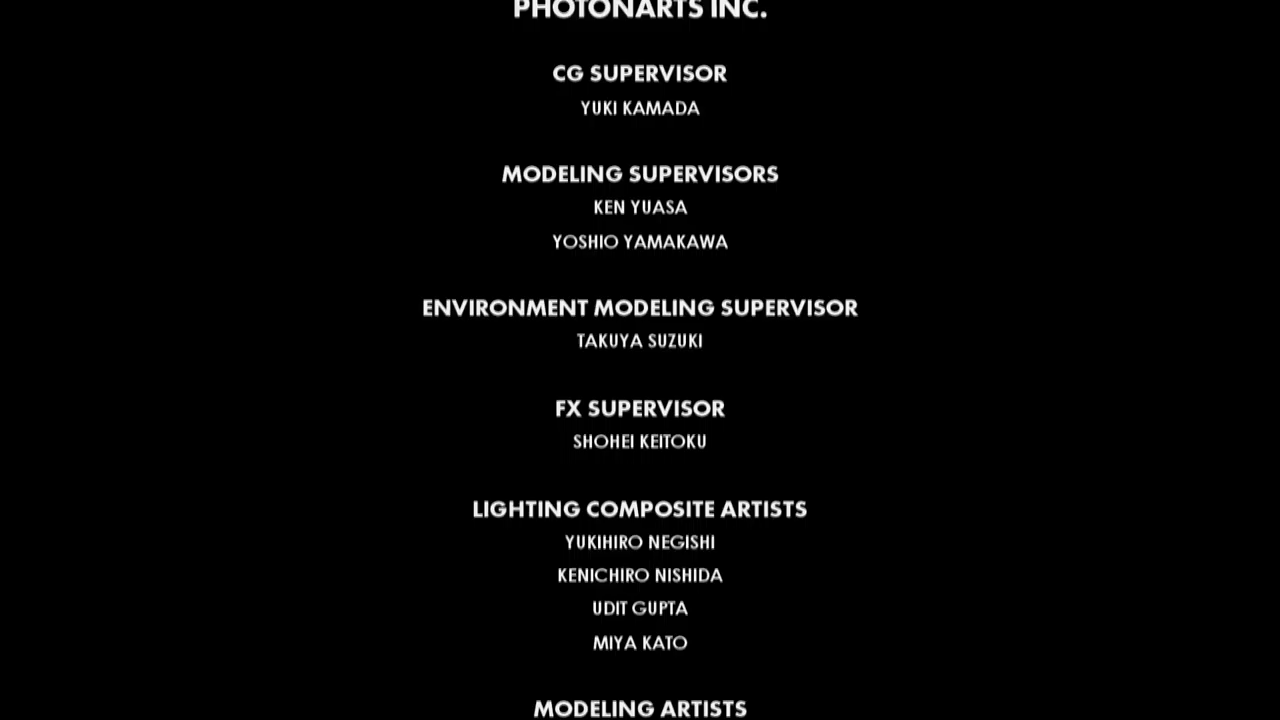 PHOTONARTS INC.
CG SUPERVISOR
YUKI KAMADA
MODELING SUPERVISORS
KEN YUASA
YOSHIO YAMAKAWA
ENVIRONMENT MODELING SUPERVISOR
TAKUYA SUZUKI
FX SUPERVISOR
SHOHEI KEITOKU
LIGHTING COMPOSITE ARTISTS
YUKIHIRO NEGISHI
KENICHIRO NISHIDA
UDIT GUPTA
MIYA KATO
MODELING ARTISTS